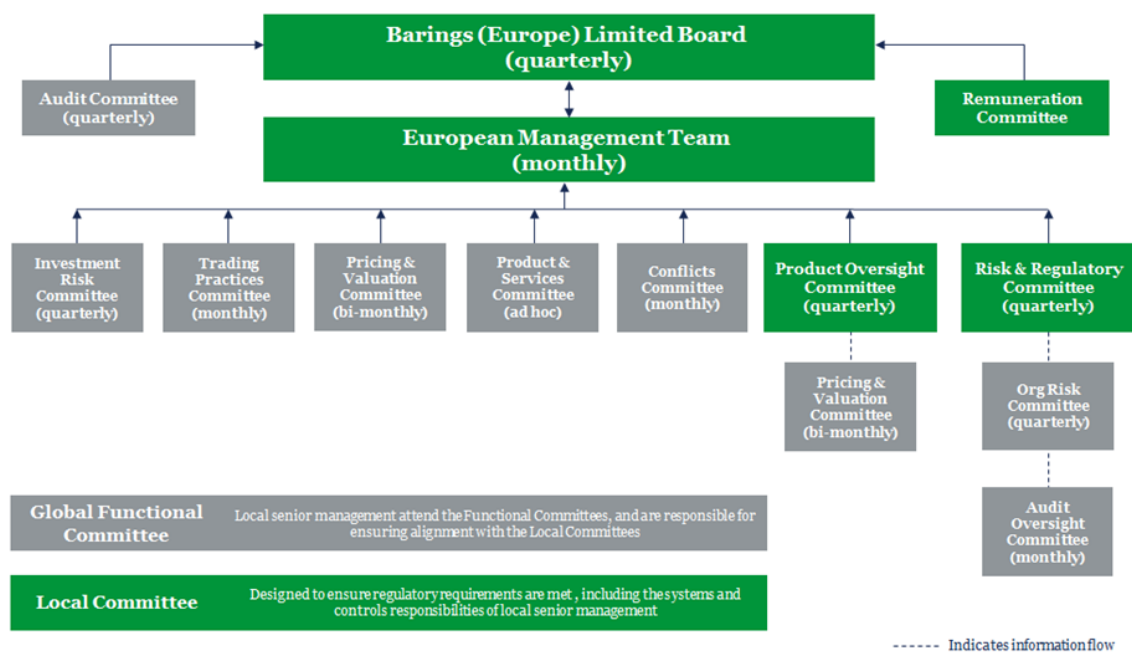 Barings (Europe) Limited Board
(quarterly)
Audit Committee
(quarterly)
Remuneration
Committee
European Management Team
(monthly)
Investment
Risk
Committee
(quarterly)
Trading
Practices
Committee
(monthly)
Pricing &
Valuation
Committee
(bi-monthly)
Product &
Services
Committee
(ad hoc)
Conflicts
Committee
(monthly)
Product Oversight
Committee
(quarterly)
Risk & Regulatory
Committee
(quarterly)
Pricing &
Valuation
Committee
(bi-monthly)
Org Risk
Committee
(quarterly)
Audit
Oversight
Committee
(monthly)
Global Functional
Committee
Local senior management attend the Functional Committees, and are responsible for
ensuring alignment with the Local Committees
Local Committee
Designed to ensure regulatory requirements are met , including the systems and
controls responsibilities of local senior management
Indicates information flow